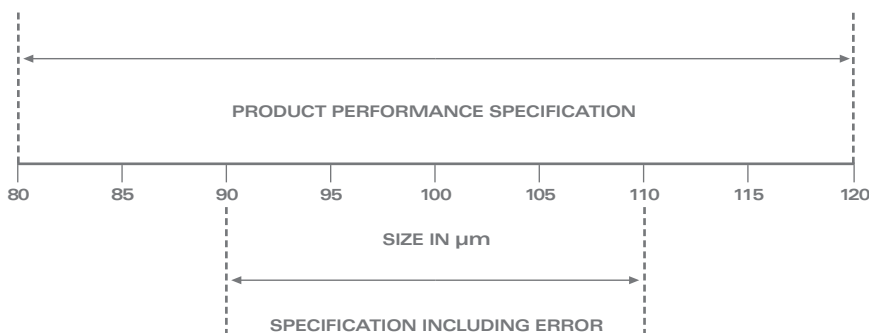 PRODUCT PERFORMANCE SPECIFICATION
80 85 90 95 100 105 110 115 120
SIZE IN µm
SPECIFICATION INCLUDING ERROR